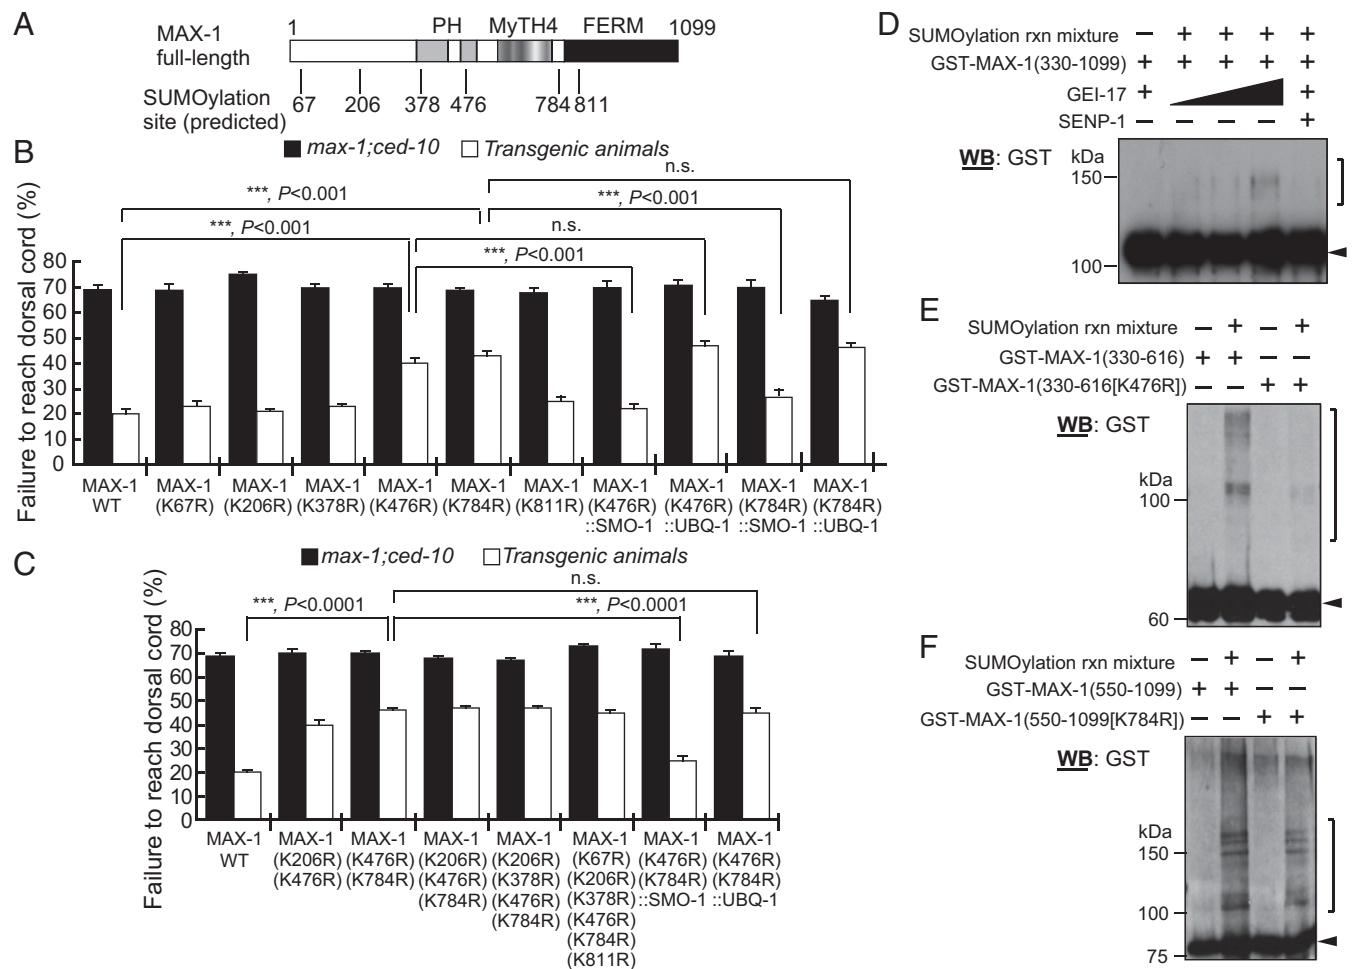 A
MAX-1
full-length
1
PH
MyTH4
FERM
1099
SUMOylation
site (predicted)
67
206
378
476
784
811
B
max-1;ced-10
Transgenic animals
n.s.
***, P<0.001
***, P<0.001
***, P<0.001
n.s.
***, P<0.001
Failure to reach dorsal cord (%)
80
70
60
50
40
30
20
10
0
MAX-1
WT
MAX-1
(K67R)
MAX-1
(K206R)
MAX-1
(K378R)
MAX-1
(K476R)
MAX-1
(K784R)
MAX-1
(K811R)
MAX-1
(K476R)
::SMO-1
MAX-1
(K476R)
::UBQ-1
MAX-1
(K784R)
::SMO-1
MAX-1
(K784R)
::UBQ-1
C
max-1;ced-10
Transgenic animals
n.s.
***, P<0.0001
***, P<0.0001
Failure to reach dorsal cord (%)
80
70
60
50
40
30
20
10
0
MAX-1
WT
MAX-1
(K206R)
(K476R)
MAX-1
(K476R)
(K784R)
MAX-1
(K206R)
(K476R)
(K784R)
MAX-1
(K206R)
(K378R)
(K476R)
(K784R)
MAX-1
(K67R)
(K206R)
(K378R)
(K476R)
(K784R)
(K811R)
MAX-1
(K476R)
(K784R)
::SMO-1
MAX-1
(K476R)
(K784R)
::UBQ-1
D
SUMOylation rxn mixture − + + + +
GST-MAX-1(330-1099) + + + + +
GEI-17 + +
SENP-1 − − − − +
WB: GST
kDa
150
100
E
SUMOylation rxn mixture − + − +
GST-MAX-1(330-616) + + − −
GST-MAX-1(330-616[K476R]) − − + +
WB: GST
kDa
100
60
F
SUMOylation rxn mixture − + − +
GST-MAX-1(550-1099) + + − −
GST-MAX-1(550-1099[K784R]) − − + +
WB: GST
kDa
150
100
75